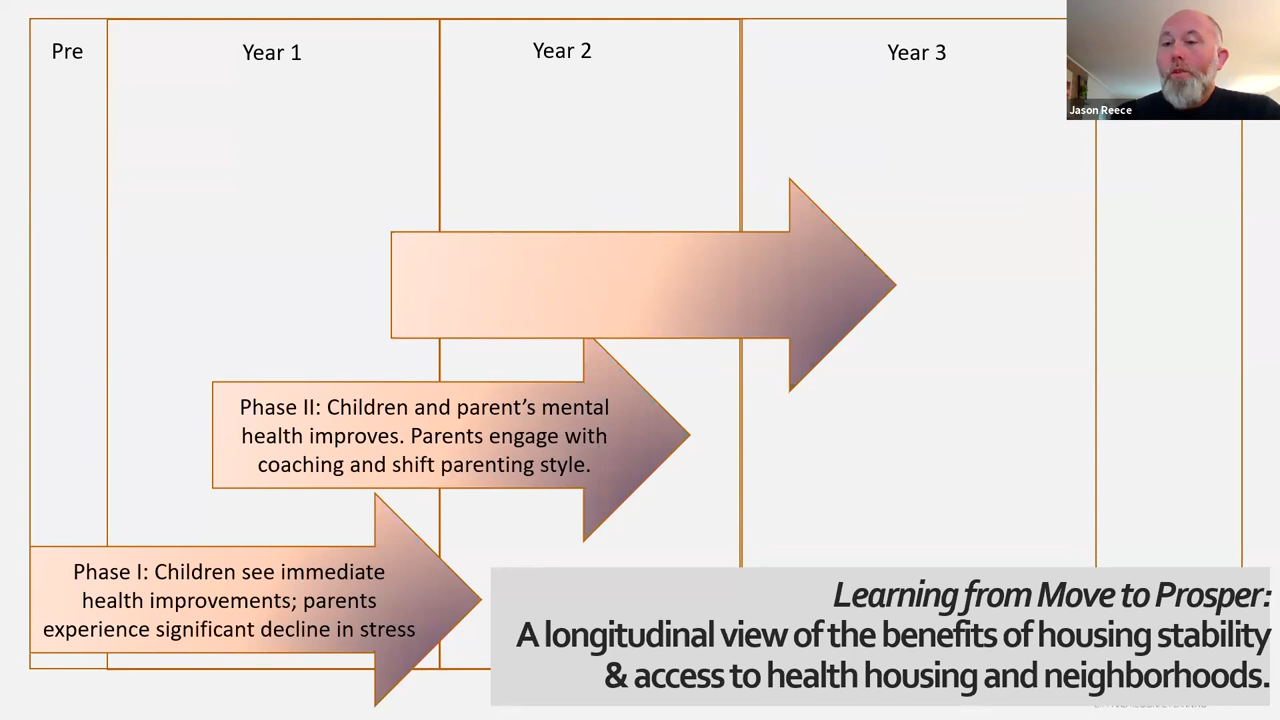 Pre
Year 1
Year 2
Year 3
Jason Reece
Phase II: Children and parent's mental
health improves. Parents engage with
coaching and shift parenting style.
Phase I: Children see immediate
health improvements; parents
experience significant decline in stress
Learning from Move to Prosper:
A longitudinal view of the benefits of housing stability
& access to health housing and neighborhoods.